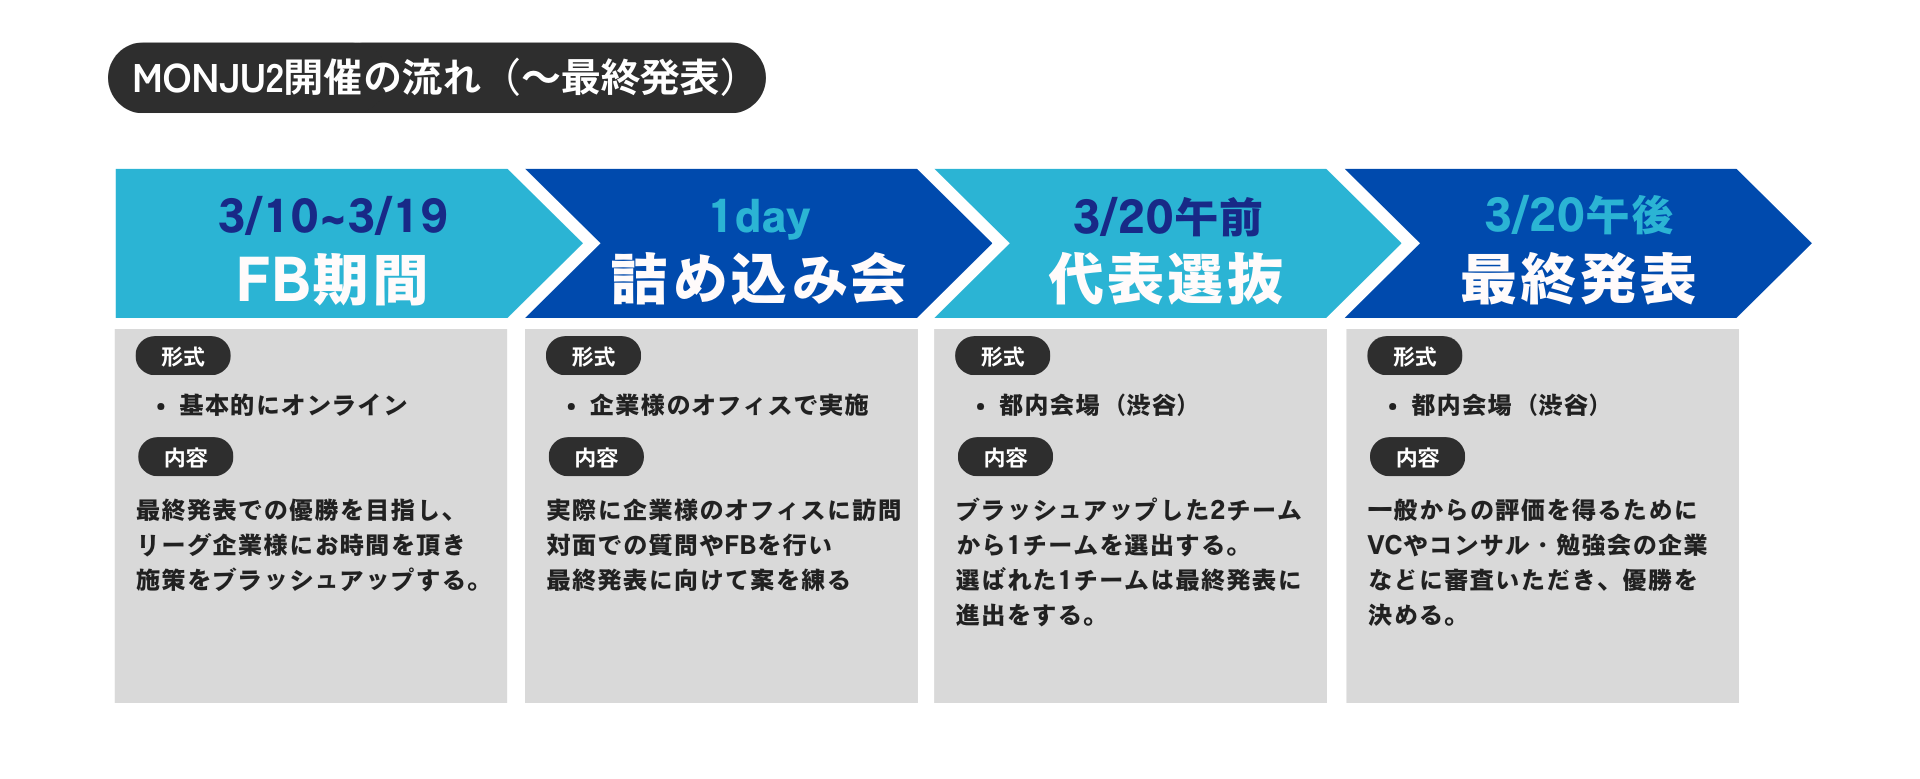 MONJU2開催の流れ（〜最終発表）
3/10~3/19
FB期間
形式
• 基本的にオンライン
内容
最終発表での優勝を目指し、
リーグ企業様にお時間を頂き
施策をブラッシュアップする。
1day
詰め込み会
形式
• 企業様のオフィスで実施
内容
実際に企業様のオフィスに訪問
対面での質問やFBを行い
最終発表に向けて案を練る
3/20午前
代表選抜
形式
• 都内会場（渋谷）
内容
ブラッシュアップした2チーム
から1チームを選出する。
選ばれた1チームは最終発表に
進出をする。
3/20午後
最終発表
形式
• 都内会場（渋谷）
内容
一般からの評価を得るために
VCやコンサル・勉強会の企業
などに審査いただき、優勝を
決める。